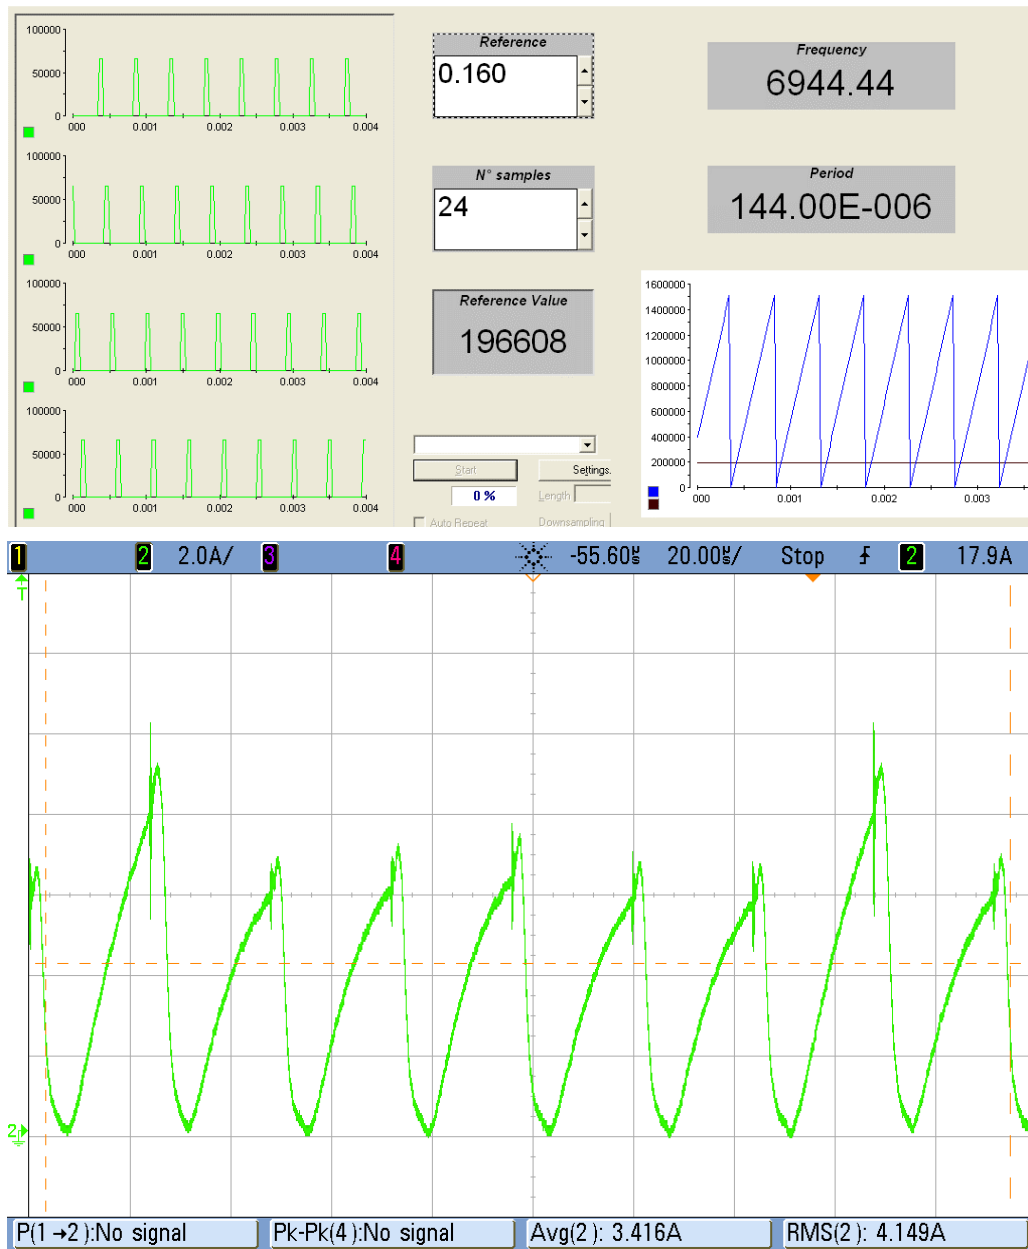 100000
50000
0
000 0.001 0.002 0.003 0.004
100000
50000
0
000 0.001 0.002 0.003 0.004
100000
50000
0
000 0.001 0.002 0.003 0.004
100000
50000
0
000 0.001 0.002 0.003 0.004
Reference
0.160
N° samples
24
Reference Value
196608
Start Settings.
0 % Length
Auto Repeat Downsampling
Frequency
6944.44
Period
144.00E-006
1600000
1400000
1200000
1000000
800000
600000
400000
200000
0
000 0.001 0.002 0.003
1 2 2.0A/ 3 4 -55.60µs 20.00µs/ Stop 2 17.9A
T
2
P(1→2):No signal Pk-Pk(4):No signal Avg(2): 3.416A RMS(2): 4.149A